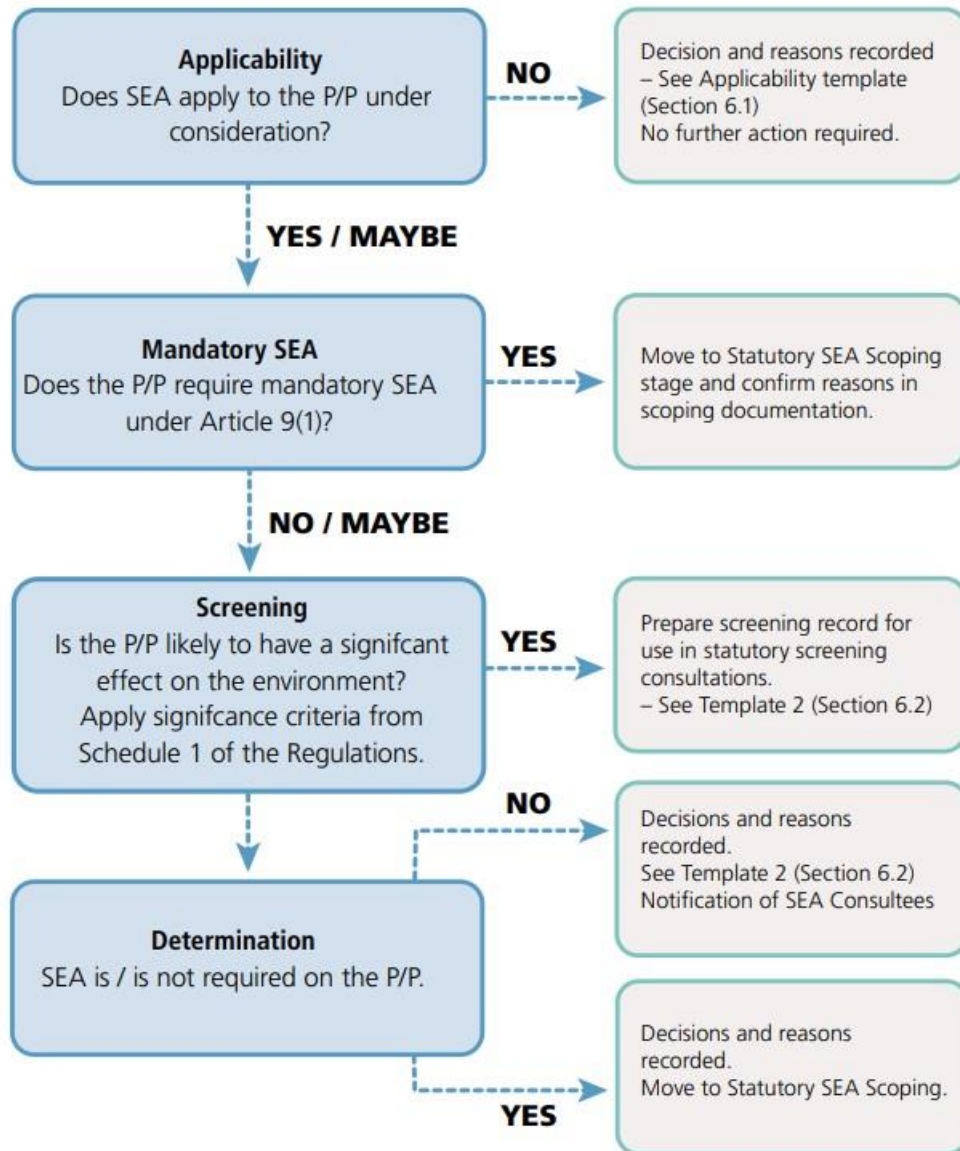 Applicability
Does SEA apply to the P/P under
consideration?
NO
Decision and reasons recorded
– See Applicability template
(Section 6.1)
No further action required.
YES / MAYBE
Mandatory SEA
Does the P/P require mandatory SEA
under Article 9(1)?
YES
Move to Statutory SEA Scoping
stage and confirm reasons in
scoping documentation.
NO / MAYBE
Screening
Is the P/P likely to have a signifcant
effect on the environment?
Apply signifcance criteria from
Schedule 1 of the Regulations.
YES
Prepare screening record for
use in statutory screening
consultations.
– See Template 2 (Section 6.2)
NO
Decisions and reasons
recorded.
See Template 2 (Section 6.2)
Notification of SEA Consultees
Determination
SEA is / is not required on the P/P.
YES
Decisions and reasons
recorded.
Move to Statutory SEA Scoping.